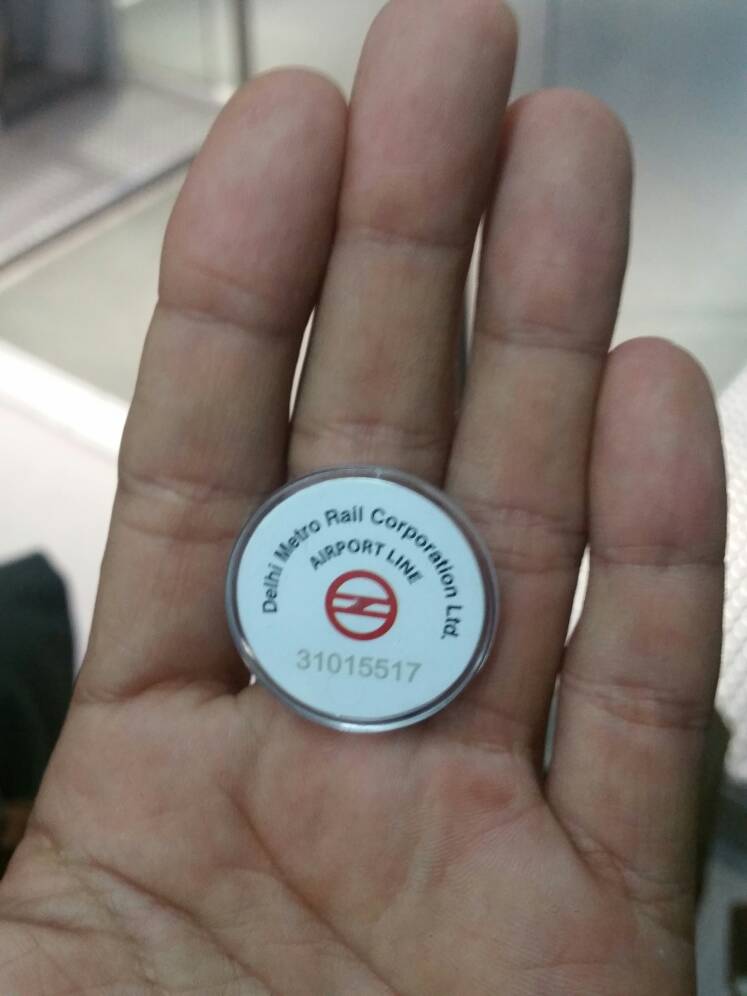 Delhi Metro Rail Corporation Ltd.
AIRPORT LINE
31015517